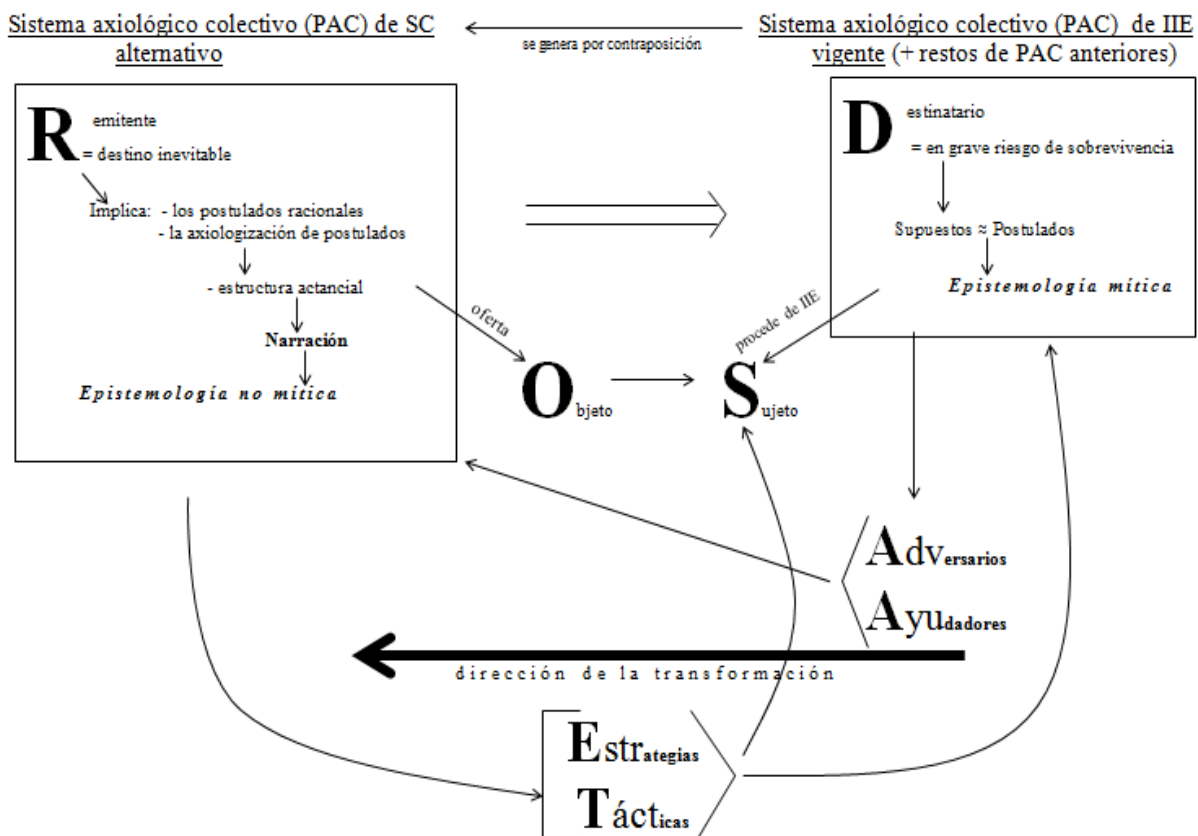 Sistema axiológico colectivo (PAC) de SC
alternativo
se genera por contraposición
Sistema axiológico colectivo (PAC) de IIE
vigente (+ restos de PAC anteriores)
Remitente
= destino inevitable
Implica: - los postulados racionales
- la axiologización de postulados
- estructura actancial
Narración
Epistemología no mítica
Destinatario
= en grave riesgo de sobrevivencia
Supuestos ≈ Postulados
Epistemología mítica
oferta
procede de IIE
Objeto
Sujeto
Adversarios
Ayudadores
dirección de la transformación
Estrategias
Tácticas